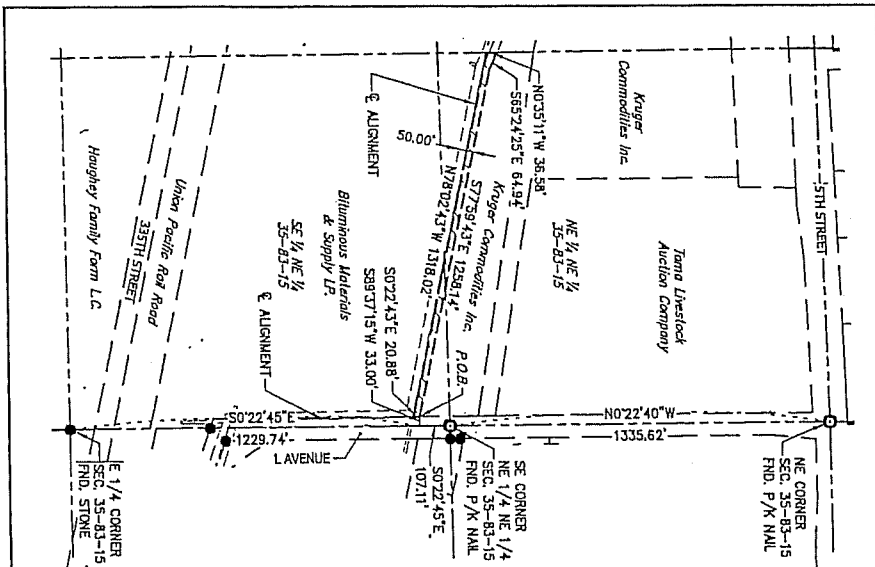 Kruger
Commodities Inc.
5TH STREET
Tama Livestock
Auction Company
NE ¼ NE ¼
35-83-15
N0°35'11"W 36.58'
S65°24'25"E 64.94'
℄ ALIGNMENT
50.00'
Kruger Commodities Inc.
S77°59'43"E 1258.14'
N78°02'43"W 1318.02'
P.O.B.
Bituminous Materials
& Supply L.P.
SE ¼ NE ¼
35-83-15
S0°22'43"E 20.88'
S89°37'15"W 33.00'
℄ ALIGNMENT
Union Pacific Rail Road
335TH STREET
Haughey Family Farm L.C.
S0°22'45"E
1229.74'
L AVENUE
S0°22'45"E
107.11'
N0°22'40"W
1335.62'
NE CORNER
SEC. 35-83-15
FND. P/K NAIL
SE CORNER
NE 1/4 NE 1/4
SEC. 35-83-15
FND. P/K NAIL
E 1/4 CORNER
SEC. 35-83-15
FND. STONE